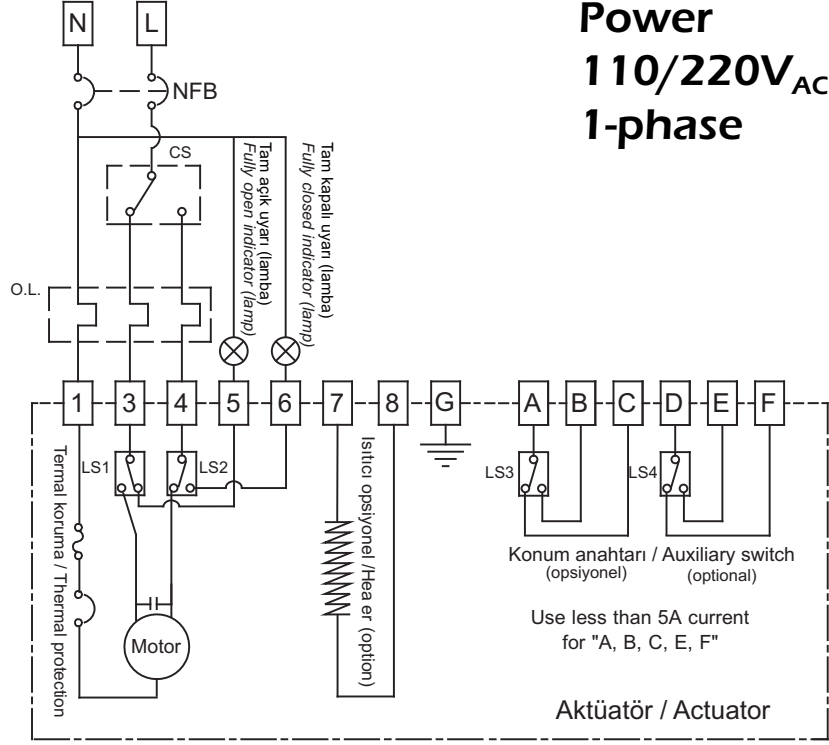 Power
110/220VAC
1-phase
N L
NFB
CS
O.L.
Tam açık uyarı (lamba)
Fully open indicator (lamp)
Tam kapalı uyarı (lamba)
Fully closed indicator (lamp)
1 3 4 5 6 7 8 G A B C D E F
LS1 LS2 LS3 LS4
Termal koruma / Thermal protection
Motor
Isıtıcı opsiyonel /Hea er (option)
Konum anahtarı / Auxiliary switch
(opsiyonel) (optional)
Use less than 5A current
for "A, B, C, E, F"
Aktüatör / Actuator